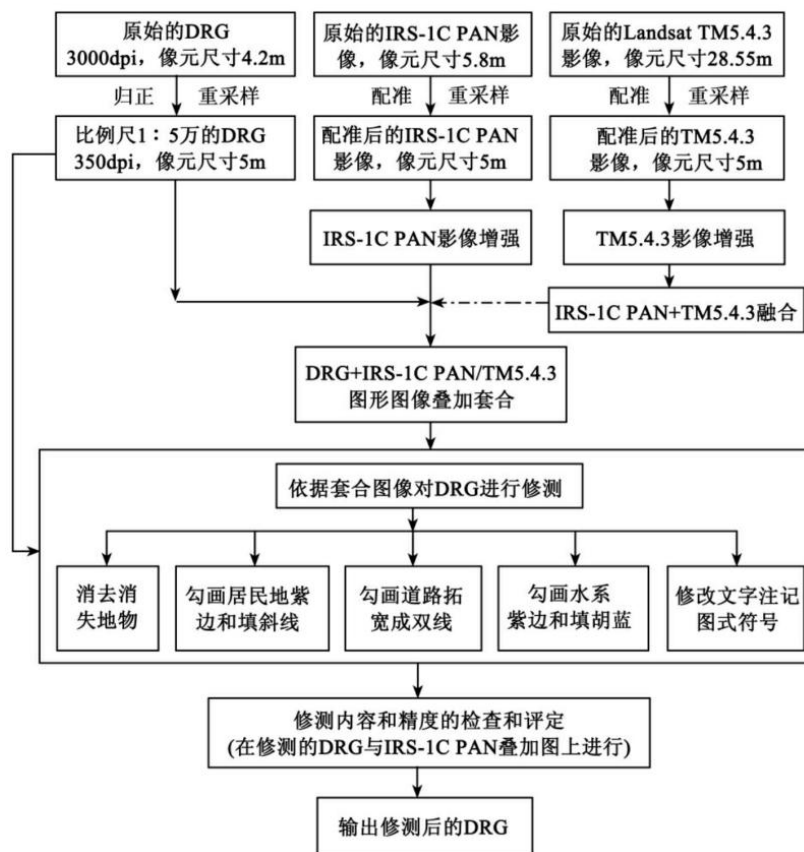 原始的DRG
3000dpi，像元尺寸4.2m
原始的IRS-1C PAN影
像，像元尺寸5.8m
原始的Landsat TM5.4.3
影像，像元尺寸28.55m
归正 重采样
配准 重采样
配准 重采样
比例尺1：5万的DRG
350dpi，像元尺寸5m
配准后的IRS-1C PAN
影像，像元尺寸5m
配准后的TM5.4.3
影像，像元尺寸5m
IRS-1C PAN影像增强
TM5.4.3影像增强
IRS-1C PAN+TM5.4.3融合
DRG+IRS-1C PAN/TM5.4.3
图形图像叠加套合
依据套合图像对DRG进行修测
消去消
失地物
勾画居民地紫
边和填斜线
勾画道路拓
宽成双线
勾画水系
紫边和填胡蓝
修改文字注记
图式符号
修测内容和精度的检查和评定
(在修测的DRG与IRS-1C PAN叠加图上进行)
输出修测后的DRG